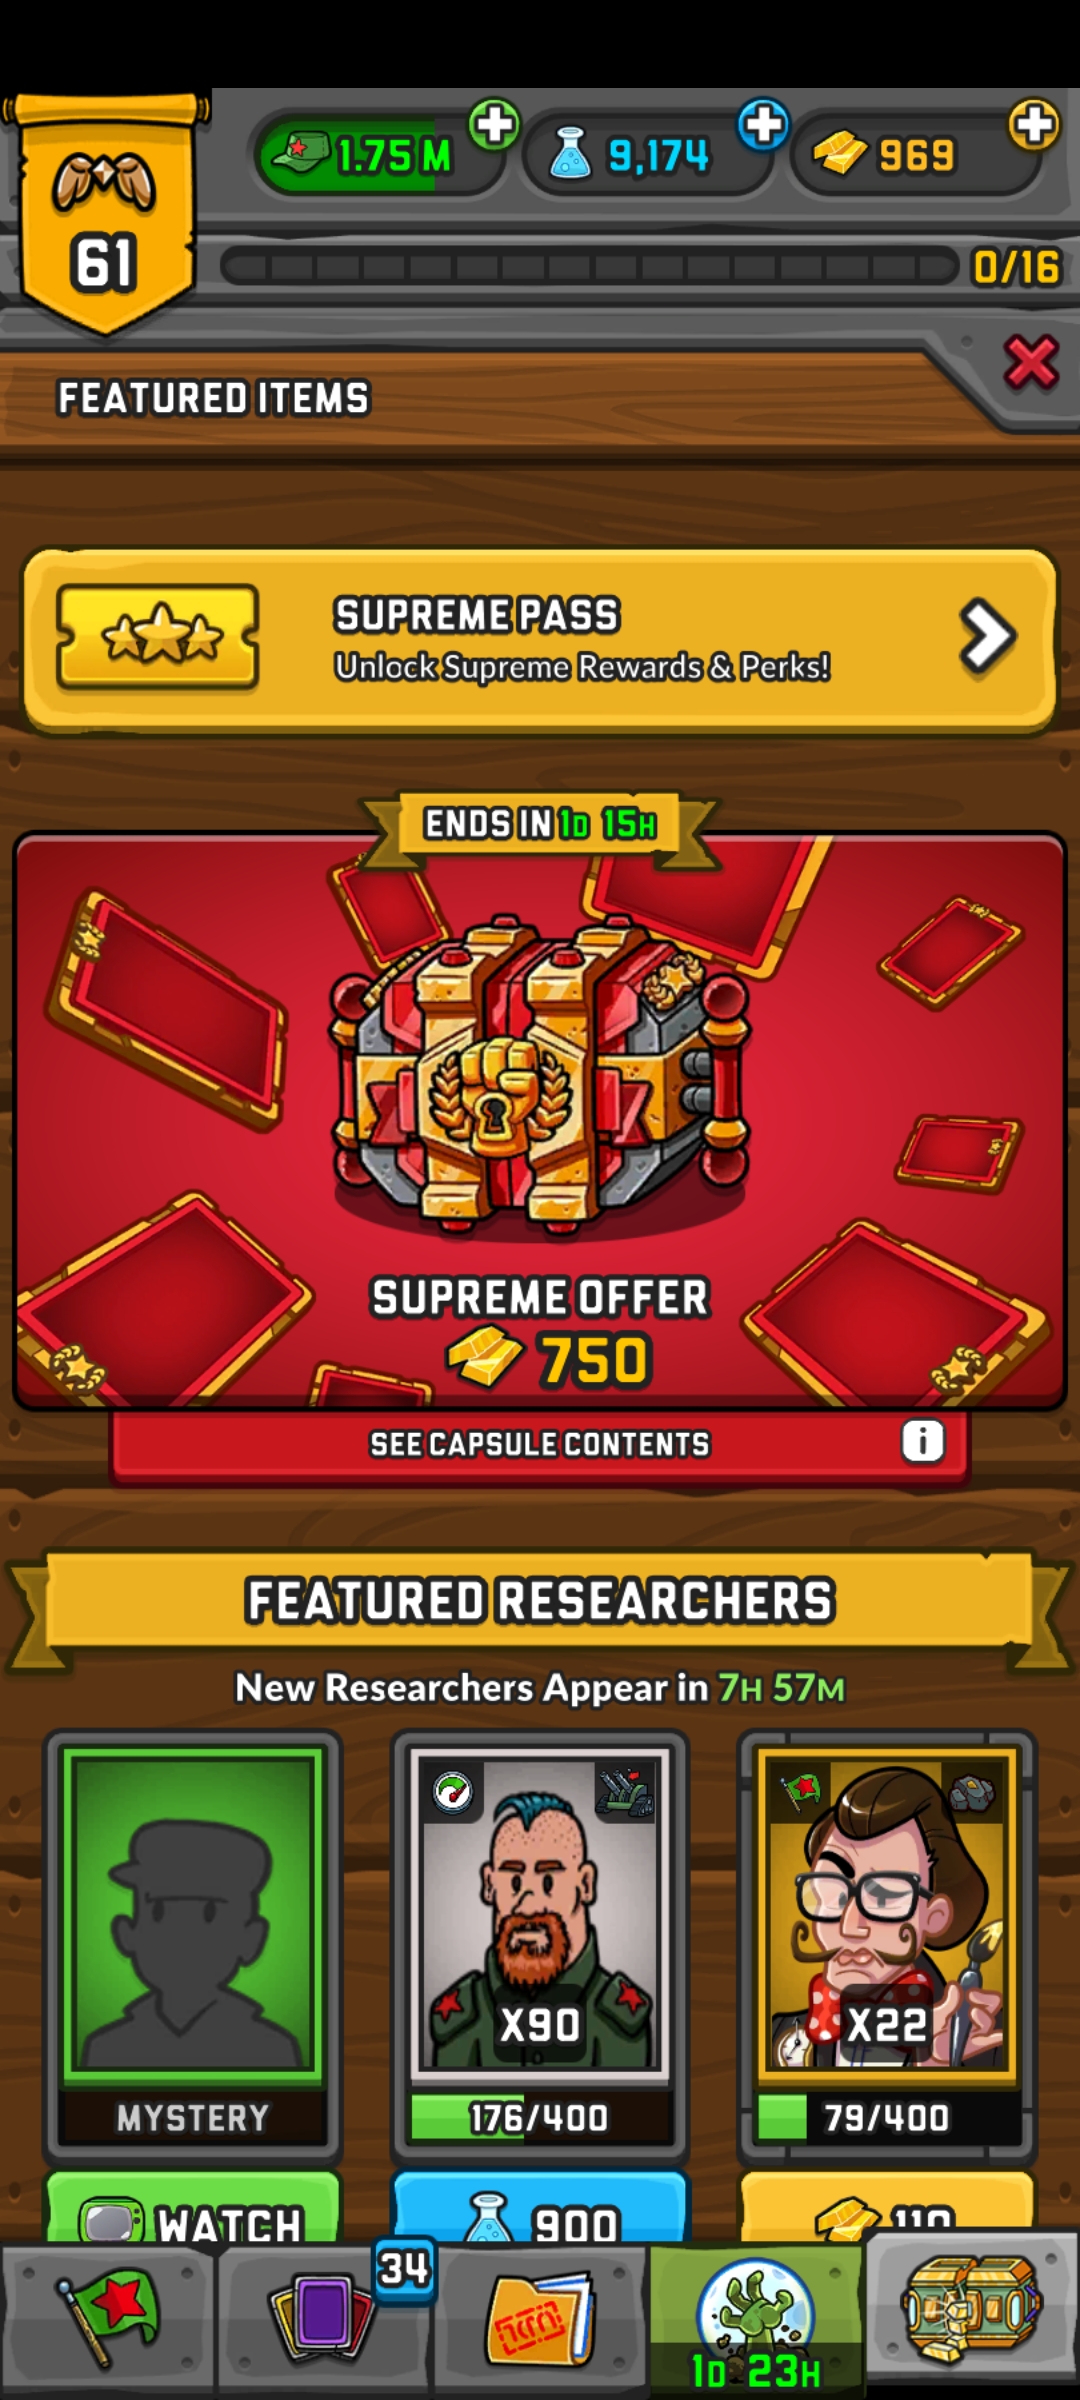 1.75 M
9,174
969
61
0/16
FEATURED ITEMS
SUPREME PASS
Unlock Supreme Rewards & Perks!
ENDS IN 1D 15H
SUPREME OFFER
750
SEE CAPSULE CONTENTS
i
FEATURED RESEARCHERS
New Researchers Appear in 7H 57M
X90
X22
MYSTERY
176/400
79/400
WATCH
900
110
34
1D 23H